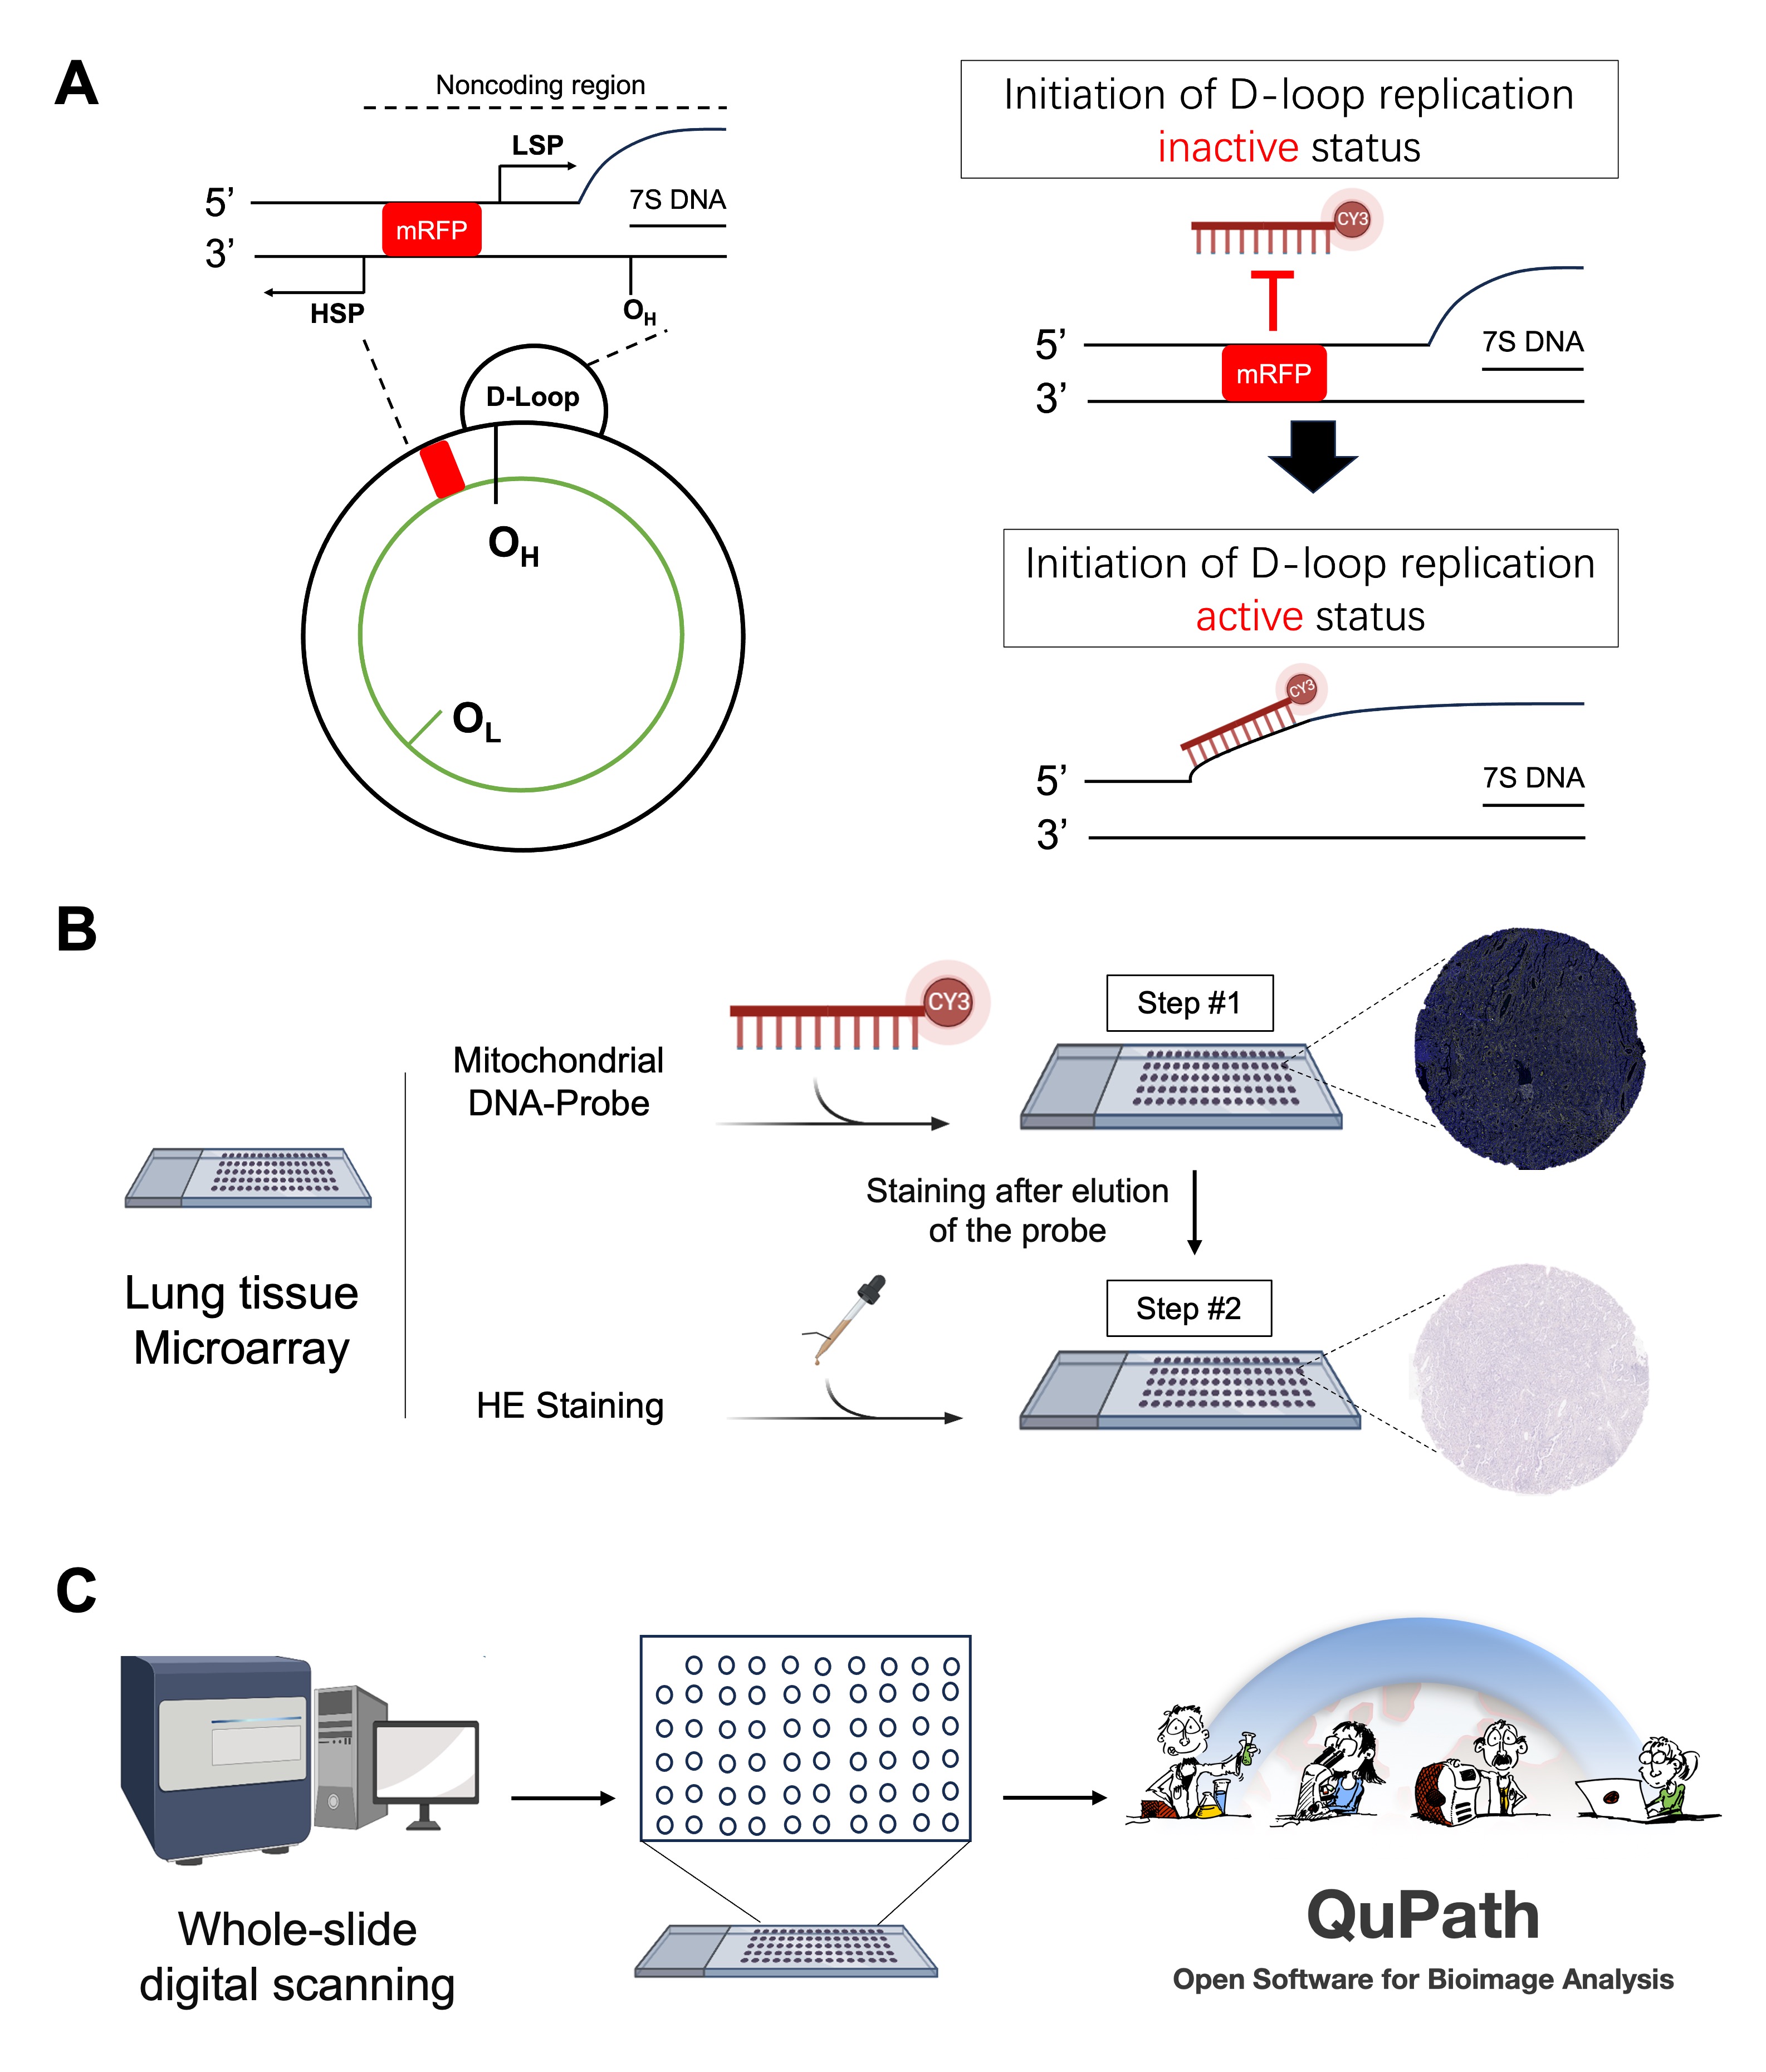 A
Noncoding region
LSP
5’
7S DNA
mRFP
3’
HSP
OH
D-Loop
OH
OL
Initiation of D-loop replication
inactive status
CY3
5’
7S DNA
mRFP
3’
Initiation of D-loop replication
active status
CY3
5’
7S DNA
3’
B
Lung tissue
Microarray
Mitochondrial
DNA-Probe
CY3
Step #1
Staining after elution
of the probe
HE Staining
Step #2
C
Whole-slide
digital scanning
QuPath
Open Software for Bioimage Analysis